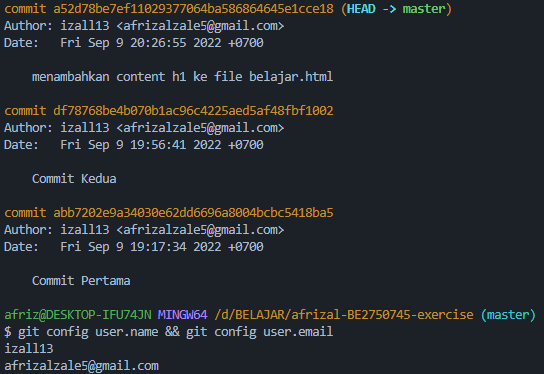 commit a52d78be7ef11029377064ba586864645e1cce18 (HEAD -> master)
Author: izall13 <afrizalzale5@gmail.com>
Date:   Fri Sep 9 20:26:55 2022 +0700
    menambahkan content h1 ke file belajar.html
commit df78768be4b070b1ac96c4225aed5af48fbf1002
Author: izall13 <afrizalzale5@gmail.com>
Date:   Fri Sep 9 19:56:41 2022 +0700
    Commit Kedua
commit abb7202e9a34030e62dd6696a8004bcbc5418ba5
Author: izall13 <afrizalzale5@gmail.com>
Date:   Fri Sep 9 19:17:34 2022 +0700
    Commit Pertama
afriz@DESKTOP-IFU74JN MINGW64 /d/BELAJAR/afrizal-BE2750745-exercise (master)
$ git config user.name && git config user.email
izall13
afrizalzale5@gmail.com